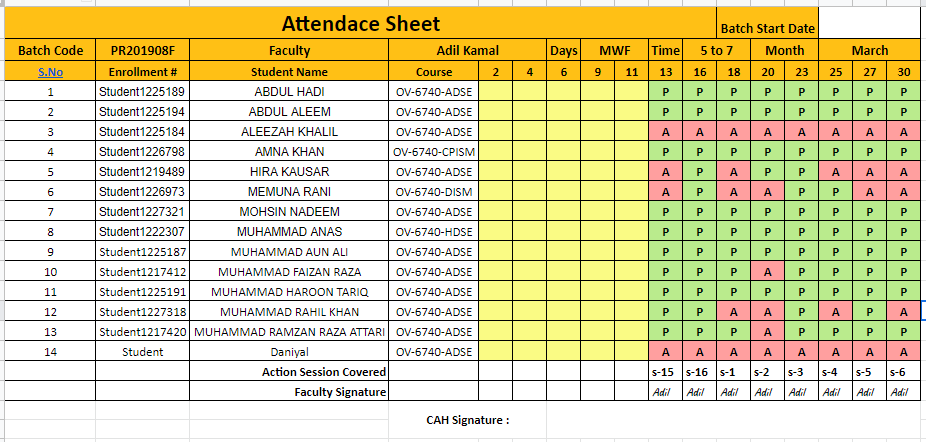 Attendace Sheet Batch Start Date
Batch Code PR201908F Faculty Adil Kamal Days MWF Time 5 to 7 Month March
S.No Enrollment # Student Name Course 2 4 6 9 11 13 16 18 20 23 25 27 30
1 Student1225189 ABDUL HADI OV-6740-ADSE P P P P P P P P
2 Student1225194 ABDUL ALEEM OV-6740-ADSE P P P P P P P P
3 Student1225184 ALEEZAH KHALIL OV-6740-ADSE A A A A A A A A
4 Student1226798 AMNA KHAN OV-6740-CPISM P P P P P P P P
5 Student1219489 HIRA KAUSAR OV-6740-ADSE A P A P P A A A
6 Student1226973 MEMUNA RANI OV-6740-DISM A P A A P P A A
7 Student1227321 MOHSIN NADEEM OV-6740-ADSE P P P P P P P P
8 Student1222307 MUHAMMAD ANAS OV-6740-HDSE P P P P P P P P
9 Student1225187 MUHAMMAD AUN ALI OV-6740-ADSE P P P P P P P P
10 Student1217412 MUHAMMAD FAIZAN RAZA OV-6740-ADSE P P P A P P P P
11 Student1225191 MUHAMMAD HAROON TARIQ OV-6740-ADSE P P P P P P P P
12 Student1227318 MUHAMMAD RAHIL KHAN OV-6740-ADSE P P A A P A P A
13 Student1217420 MUHAMMAD RAMZAN RAZA ATTARI OV-6740-ADSE P P P A P P P P
14 Student Daniyal OV-6740-ADSE A A A A A A A A
Action Session Covered s-15 s-16 s-1 s-2 s-3 s-4 s-5 s-6
Faculty Signature Adil Adil Adil Adil Adil Adil Adil Adil
CAH Signature :